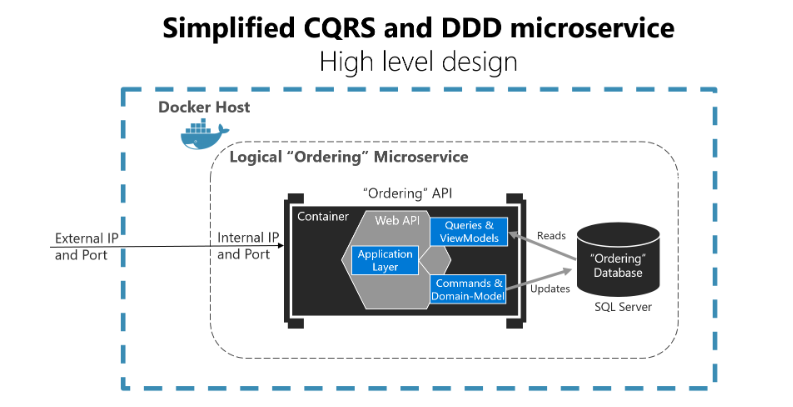 Simplified CQRS and DDD microservice
High level design
Docker Host
Logical “Ordering” Microservice
“Ordering” API
Container
Web API
Queries &
ViewModels
Reads
External IP
and Port
Internal IP
and Port
Application
Layer
“Ordering”
Database
Commands &
Domain-Model
Updates
SQL Server